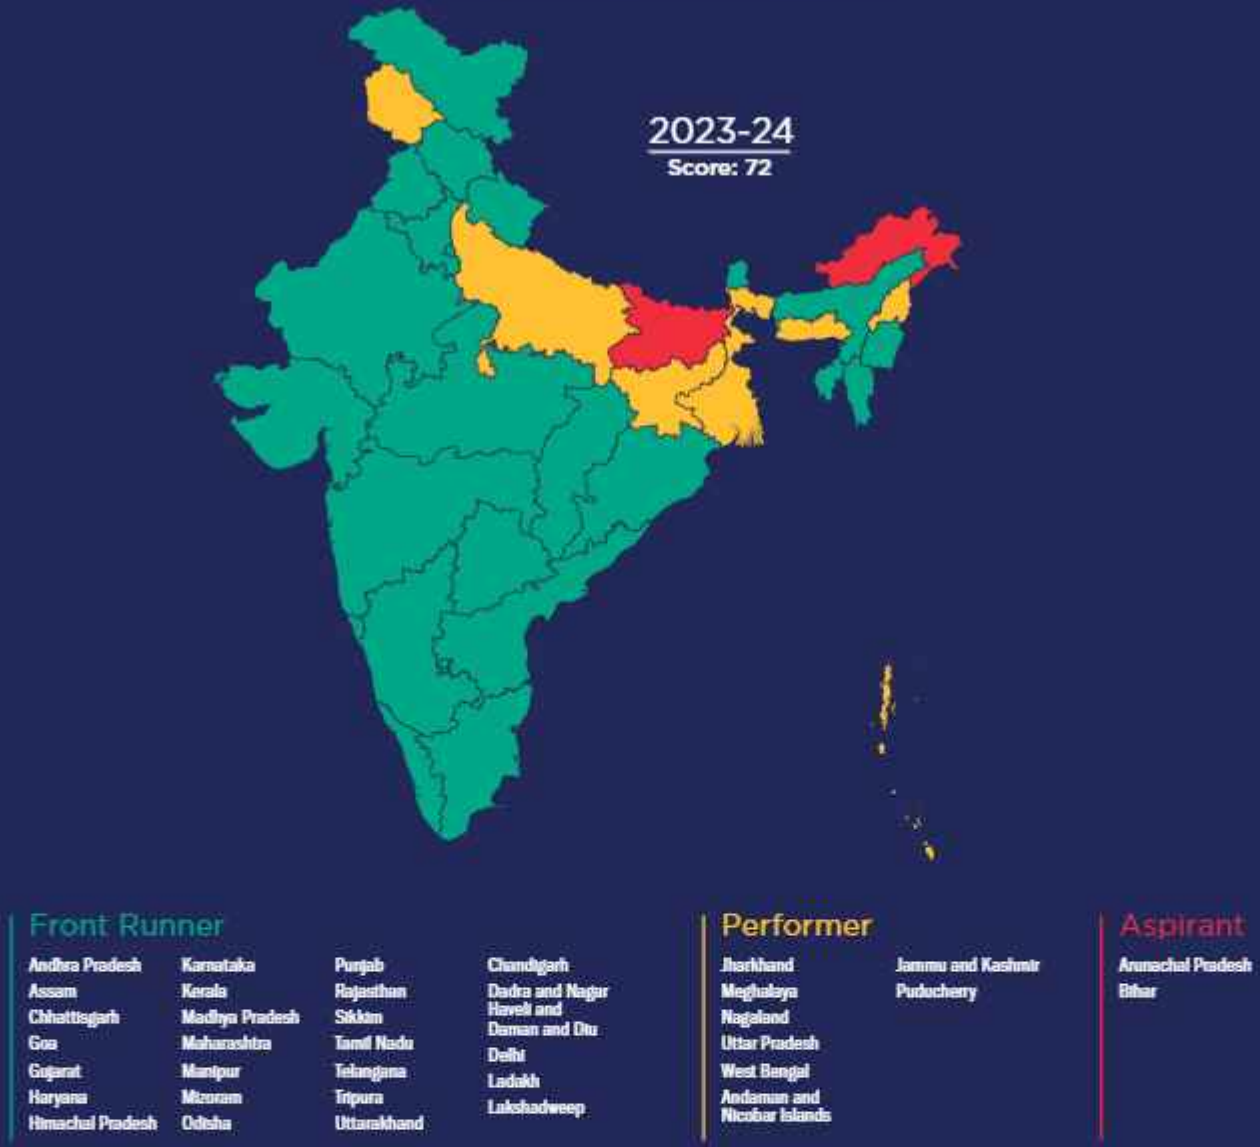 2023-24
Score: 72
Front Runner
Andhra Pradesh
Assam
Chhattisgarh
Goa
Gujarat
Haryana
Himachal Pradesh
Karnataka
Kerala
Madhya Pradesh
Maharashtra
Manipur
Mizoram
Odisha
Punjab
Rajasthan
Sikkim
Tamil Nadu
Telangana
Tripura
Uttarakhand
Chandigarh
Dadra and Nagar
Haveli and
Daman and Diu
Delhi
Ladakh
Lakshadweep
Performer
Jharkhand
Meghalaya
Nagaland
Uttar Pradesh
West Bengal
Andaman and
Nicobar Islands
Jammu and Kashmir
Puducherry
Aspirant
Arunachal Pradesh
Bihar